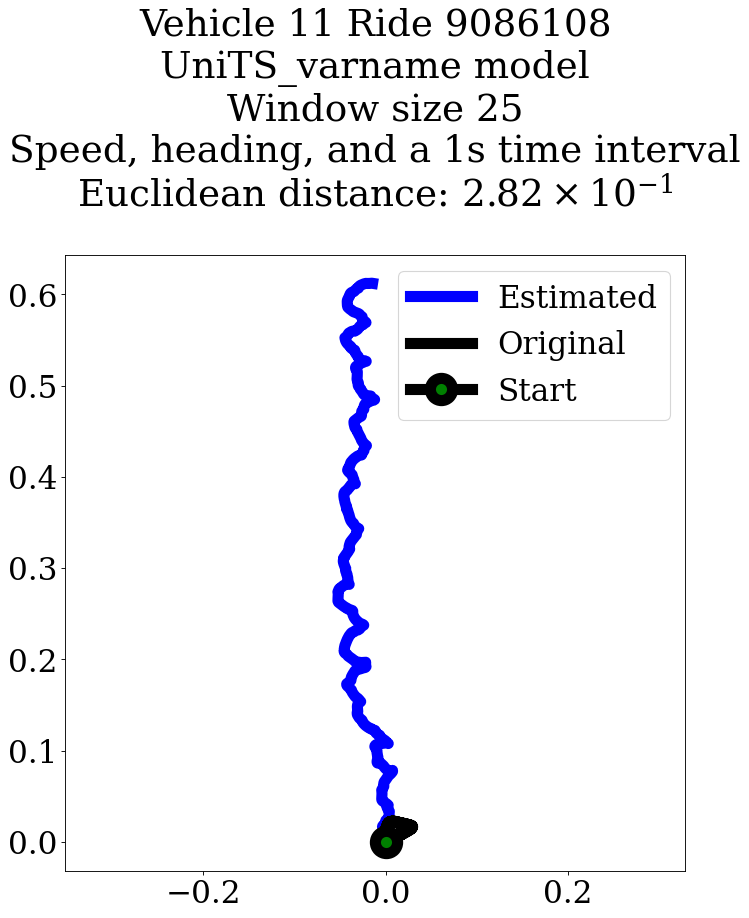 Vehicle 11 Ride 9086108
UniTS_varname model
Window size 25
Speed, heading, and a 1s time interval
Euclidean distance: 2.82 × 10⁻¹
Estimated
Original
Start
0.6
0.5
0.4
0.3
0.2
0.1
0.0
−0.2
0.0
0.2